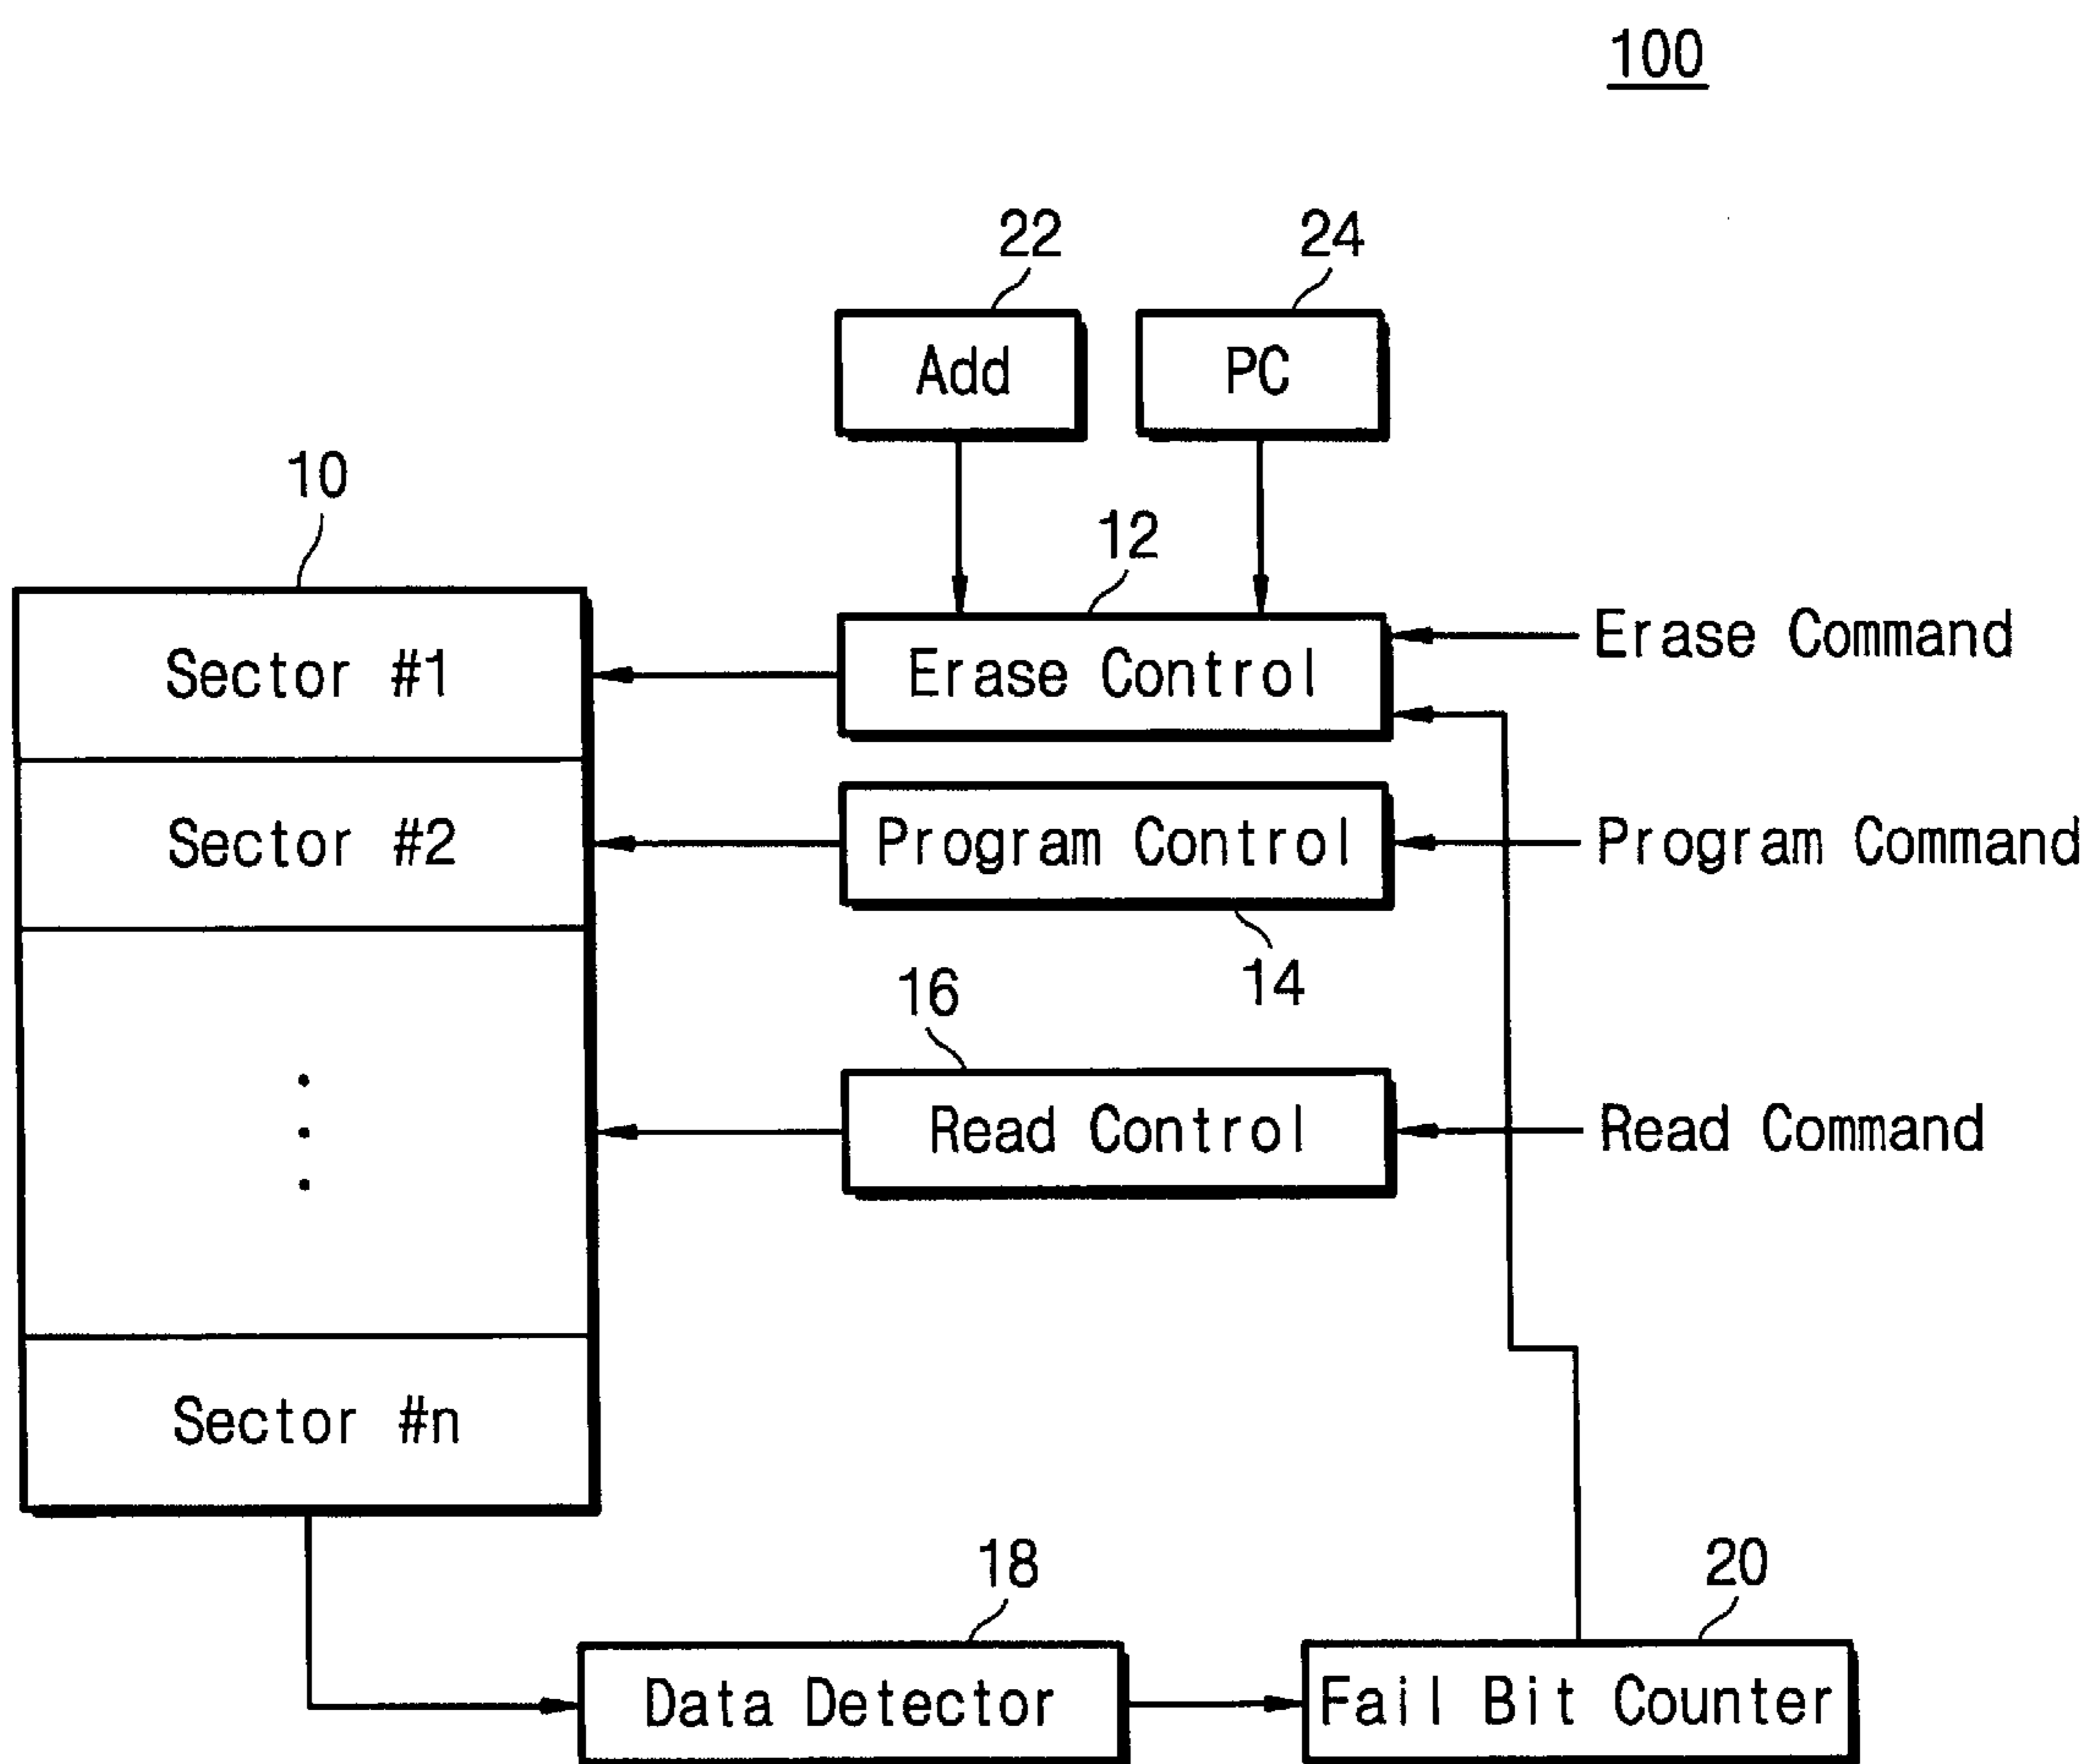 100
22
24
Add
PC
10
12
Sector #1
Erase Control
Erase Command
Sector #2
Program Control
Program Command
14
16
Read Control
Read Command
Sector #n
18
20
Data Detector
Fail Bit Counter